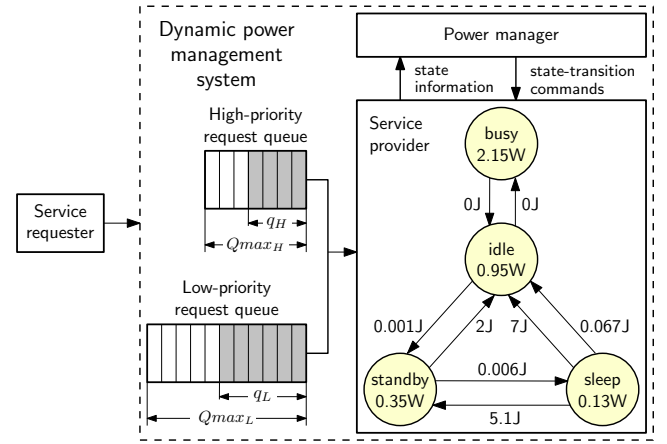 Dynamic power
management
system
Power manager
state
information
state-transition
commands
High-priority
request queue
Service
provider
busy
2.15W
0J
0J
q_H
Qmax_H
Service
requester
idle
0.95W
Low-priority
request queue
0.001J
2J
7J
0.067J
standby
0.35W
0.006J
sleep
0.13W
q_L
5.1J
Qmax_L